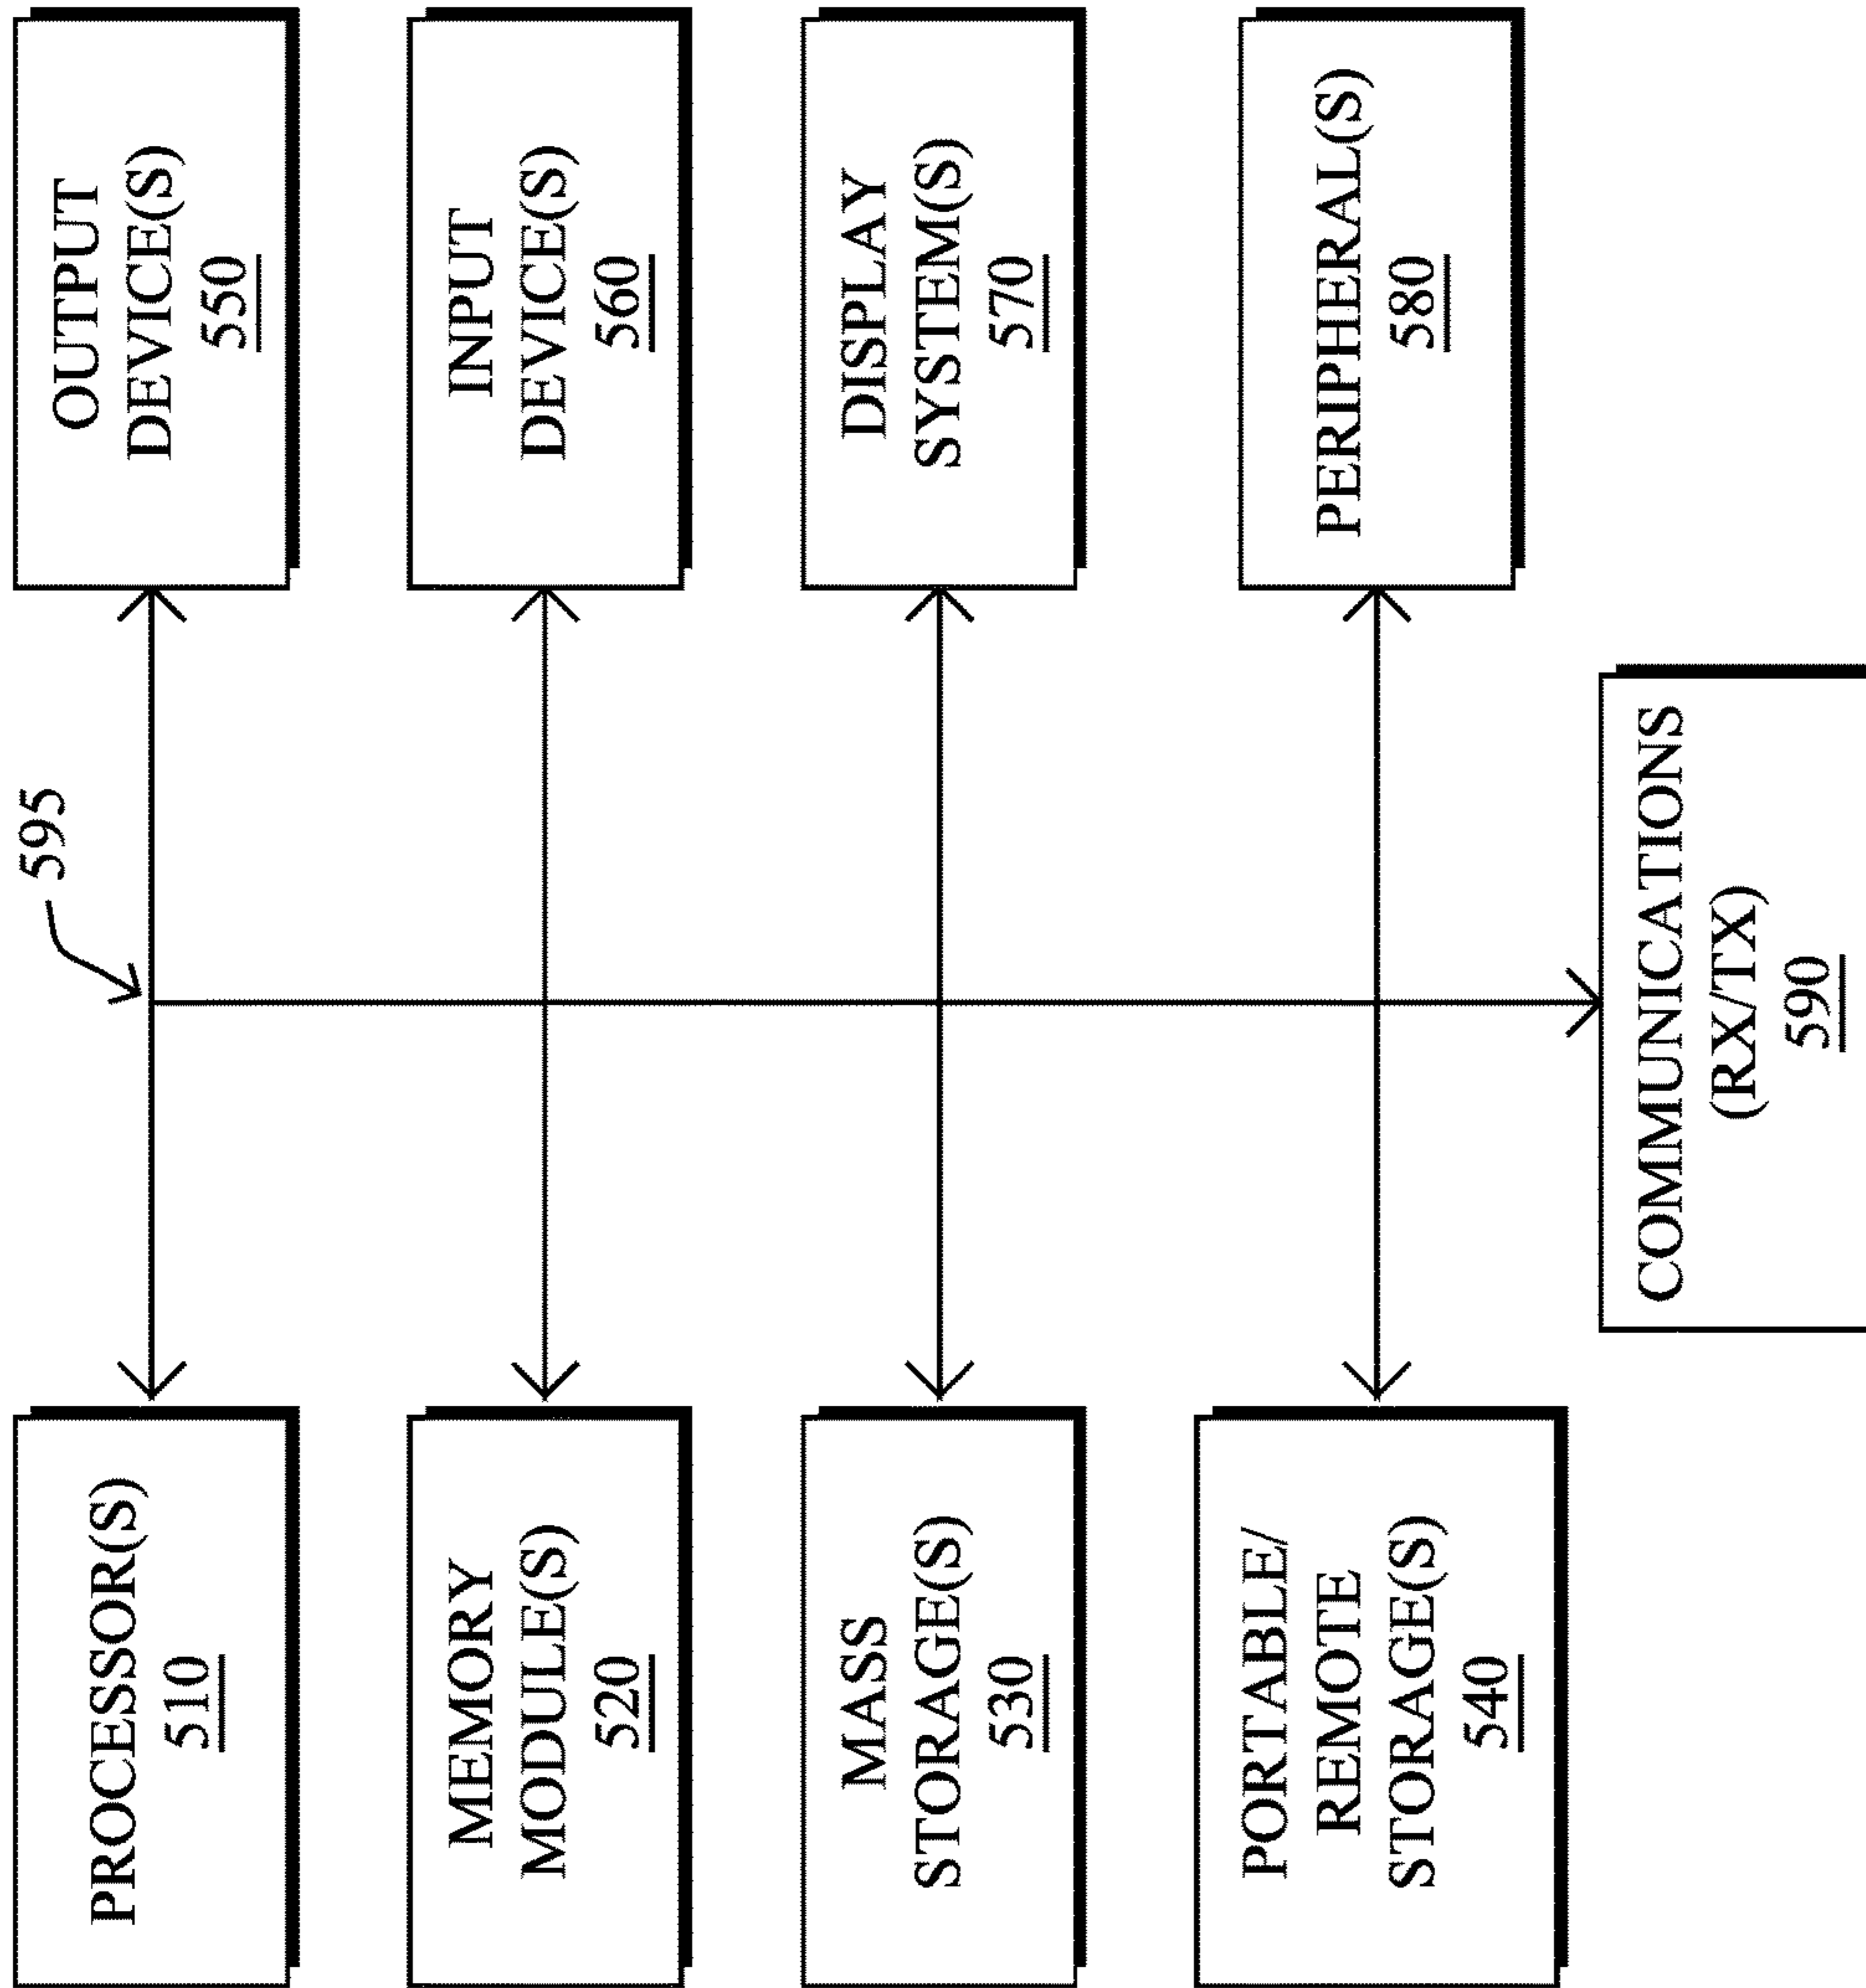 595
PROCESSOR(S)
510
OUTPUT
DEVICE(S)
550
MEMORY
MODULE(S)
520
INPUT
DEVICE(S)
560
MASS
STORAGE(S)
530
DISPLAY
SYSTEM(S)
570
PORTABLE/
REMOTE
STORAGE(S)
540
PERIPHERAL(S)
580
COMMUNICATIONS
(RX/TX)
590